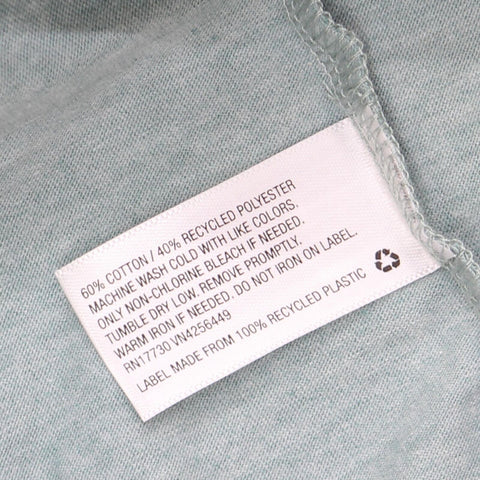 60% COTTON / 40% RECYCLED POLYESTER
MACHINE WASH COLD WITH LIKE COLORS.
ONLY NON-CHLORINE BLEACH IF NEEDED.
TUMBLE DRY LOW. REMOVE PROMPTLY.
WARM IRON IF NEEDED. DO NOT IRON ON LABEL.
RN17730 VN4256449
LABEL MADE FROM 100% RECYCLED PLASTIC